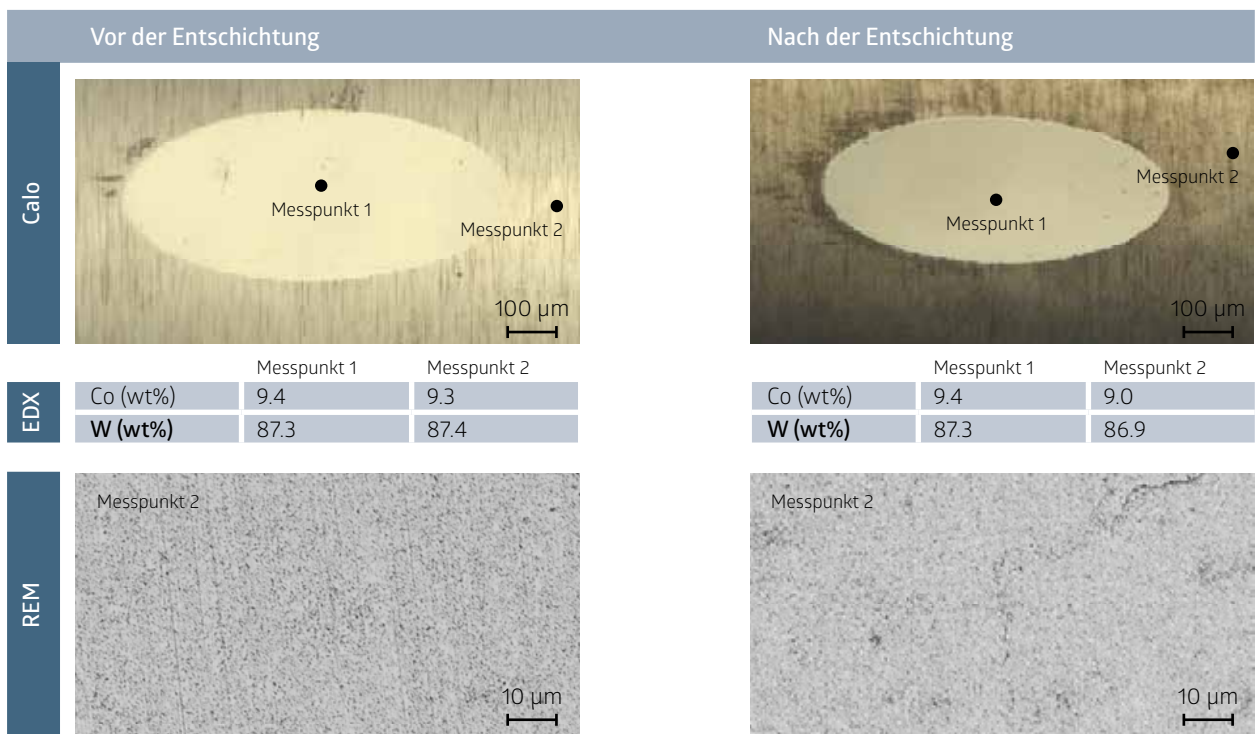 Vor der Entschichtung
Nach der Entschichtung
Calo
Messpunkt 1
Messpunkt 2
100 µm
Messpunkt 1
Messpunkt 2
100 µm
EDX
Messpunkt 1 Messpunkt 2
Co (wt%) 9.4 9.3
W (wt%) 87.3 87.4
Messpunkt 1 Messpunkt 2
Co (wt%) 9.4 9.0
W (wt%) 87.3 86.9
REM
Messpunkt 2
10 µm
Messpunkt 2
10 µm